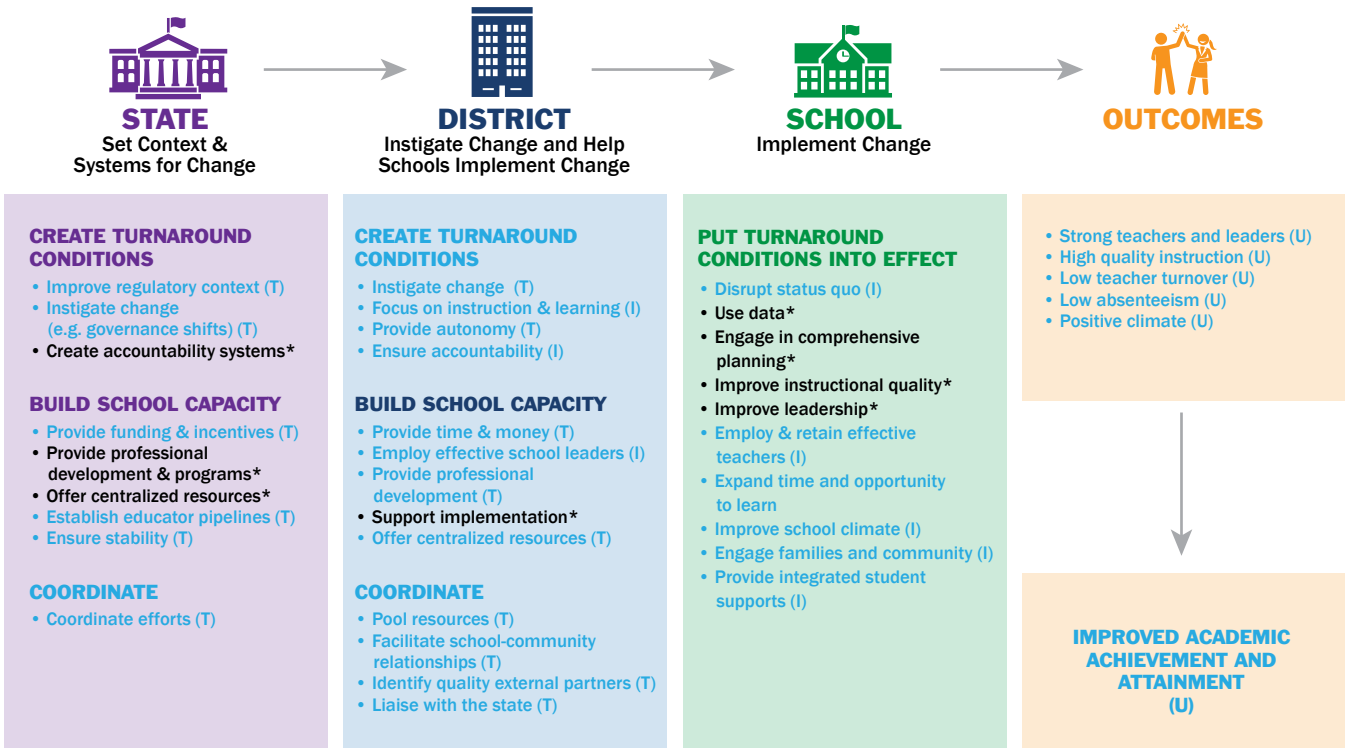 STATE
Set Context &
Systems for Change
DISTRICT
Instigate Change and Help
Schools Implement Change
SCHOOL
Implement Change
OUTCOMES
CREATE TURNAROUND
CONDITIONS
• Improve regulatory context (T)
• Instigate change
(e.g. governance shifts) (T)
• Create accountability systems*
BUILD SCHOOL CAPACITY
• Provide funding & incentives (T)
• Provide professional
development & programs*
• Offer centralized resources*
• Establish educator pipelines (T)
• Ensure stability (T)
COORDINATE
• Coordinate efforts (T)
CREATE TURNAROUND
CONDITIONS
• Instigate change (T)
• Focus on instruction & learning (I)
• Provide autonomy (T)
• Ensure accountability (I)
BUILD SCHOOL CAPACITY
• Provide time & money (T)
• Employ effective school leaders (I)
• Provide professional
development (T)
• Support implementation*
• Offer centralized resources (T)
COORDINATE
• Pool resources (T)
• Facilitate school-community
relationships (T)
• Identify quality external partners (T)
• Liaise with the state (T)
PUT TURNAROUND
CONDITIONS INTO EFFECT
• Disrupt status quo (I)
• Use data*
• Engage in comprehensive
planning*
• Improve instructional quality*
• Improve leadership*
• Employ & retain effective
teachers (I)
• Expand time and opportunity
to learn
• Improve school climate (I)
• Engage families and community (I)
• Provide integrated student
supports (I)
• Strong teachers and leaders (U)
• High quality instruction (U)
• Low teacher turnover (U)
• Low absenteeism (U)
• Positive climate (U)
IMPROVED ACADEMIC
ACHIEVEMENT AND
ATTAINMENT
(U)